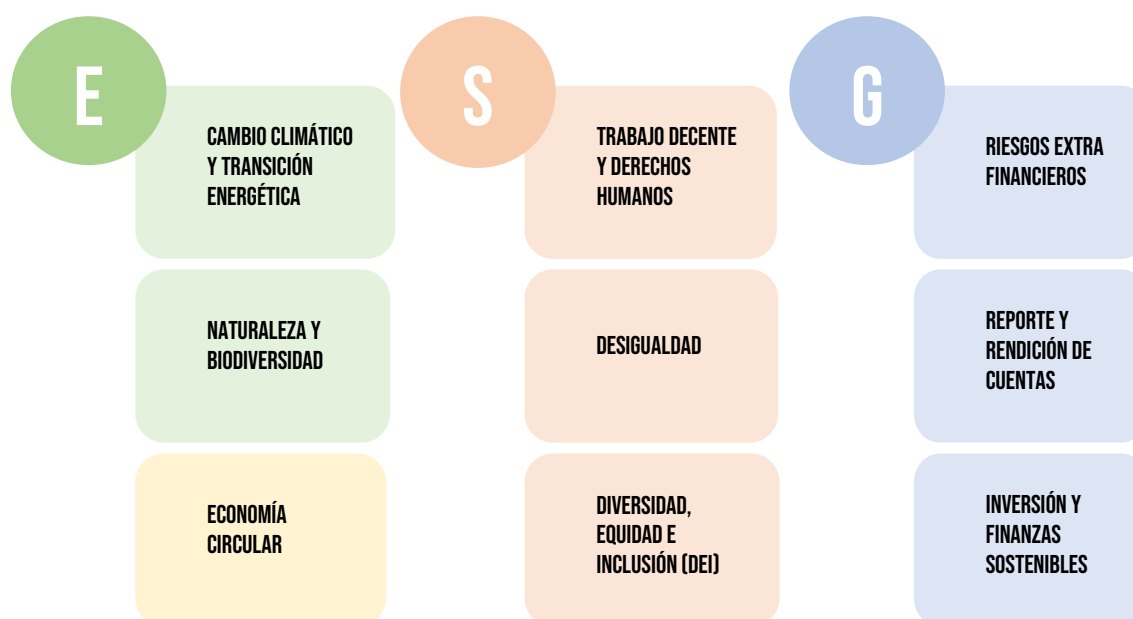 E
CAMBIO CLIMÁTICO
Y TRANSICIÓN
ENERGÉTICA
NATURALEZA Y
BIODIVERSIDAD
ECONOMÍA
CIRCULAR
S
TRABAJO DECENTE
Y DERECHOS
HUMANOS
DESIGUALDAD
DIVERSIDAD,
EQUIDAD E
INCLUSIÓN (DEI)
G
RIESGOS EXTRA
FINANCIEROS
REPORTE Y
RENDICIÓN DE
CUENTAS
INVERSIÓN Y
FINANZAS
SOSTENIBLES